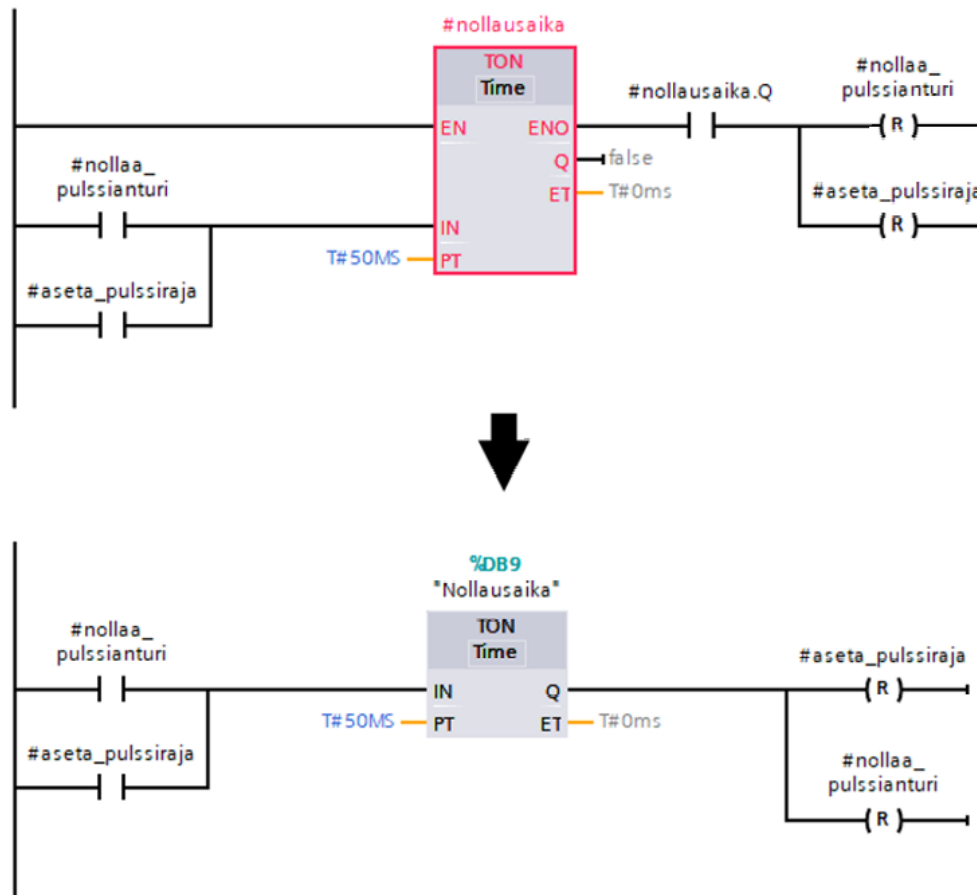 #nollausaika
TON
Time
#nollausaika.Q
#nollaa_
pulssianturi
EN ENO
( R )
#nollaa_
pulssianturi
Q false
ET T#0ms
#aseta_pulssiraja
IN
( R )
T#50MS PT
#aseta_pulssiraja
%DB9
"Nollausaika"
#nollaa_
pulssianturi
TON
Time
#aseta_pulssiraja
IN Q
( R )
T#50MS PT ET T#0ms
#aseta_pulssiraja
#nollaa_
pulssianturi
( R )